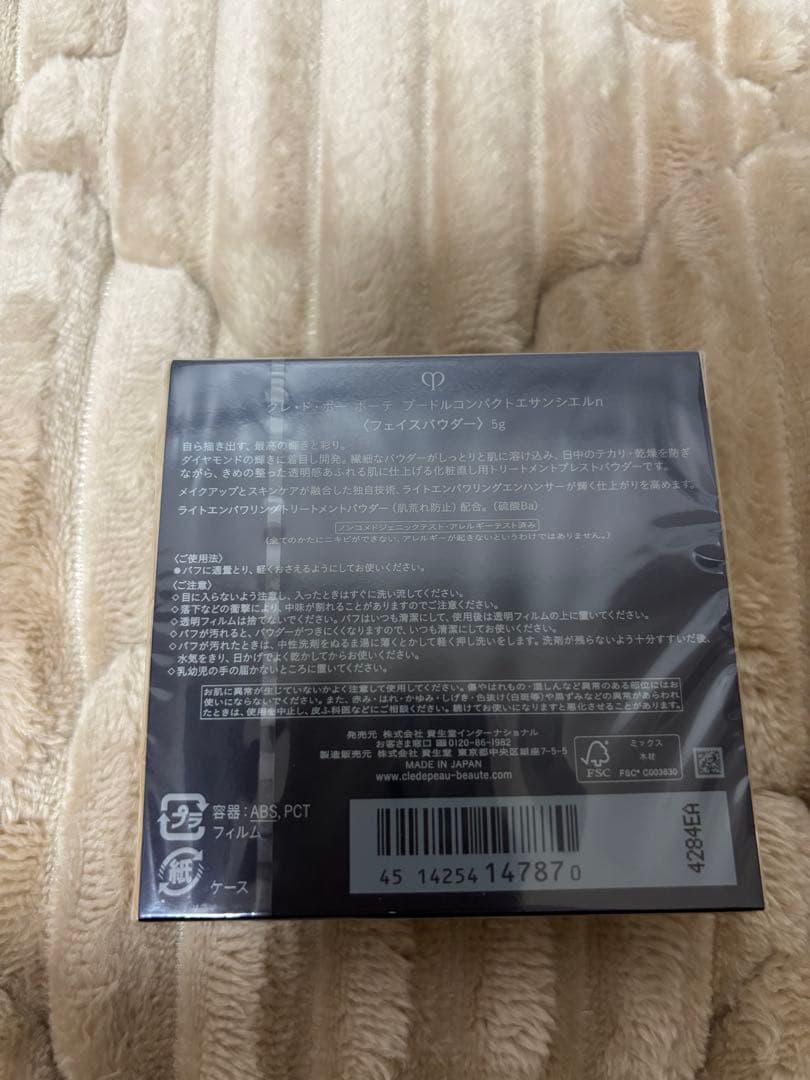 クレ・ド・ポー ボーテ プードルコンパクトエサンシエルn
〈フェイスパウダー〉5g
自ら描き出す、最高の輝きと彩り。
ダイヤモンドの輝きに着目し開発。繊細なパウダーがしっとりと肌に溶け込み、日中のテカリ・乾燥を防ぎ
ながら、きめの整った透明感あふれる肌に仕上げる化粧直し用トリートメントプレストパウダーです。
メイクアップとスキンケアが融合した独自技術、ライトエンパワリングエンハンサーが輝く仕上がりを高めます。
ライトエンパワリングトリートメントパウダー(肌荒れ防止)配合。(硫酸Ba)
ノンコメドジェニックテスト・アレルギーテスト済み
(全てのかたにニキビができない、アレルギーが起きないというわけではありません。)
〈ご使用法〉
●パフに適量とり、軽くおさえるようにしてお使いください。
〈ご注意〉
◇目に入らないよう注意し、入ったときはすぐに洗い流してください。
◇落下などの衝撃により、中味が割れることがありますのでご注意ください。
◇透明フィルムは捨てないでください。パフはいつも清潔にして、使用後は透明フィルムの上に置いてください。
◇パフが汚れると、パウダーがつきにくくなりますので、いつも清潔にしてお使いください。
◇パフが汚れたときは、中性洗剤をぬるま湯に薄くとかして軽く押し洗いをします。洗剤が残らないよう十分すすいだ後、
水気をきり、日かげでよく乾かしてからお使いください。
◇乳幼児の手の届かないところに置いてください。
お肌に異常が生じていないかよく注意して使用してください。傷やはれもの・湿しんなど異常のある部位にはお
使いにならないでください。また、赤み・はれ・かゆみ・しげき・色抜け(白斑等)や黒ずみなどの異常があらわれ
たときは、使用を中止し、皮ふ科医などにご相談ください。続けてお使いになりますと悪化させることがあります。
発売元 株式会社 資生堂インターナショナル
お客さま窓口 0120-86-1982
製造販売元 株式会社 資生堂 東京都中央区銀座7-5-5
MADE IN JAPAN
www.cledepeau-beaute.com
FSC
ミックス
木材
FSC® C003630
プラ
容器:ABS,PCT
フィルム
紙
ケース
45 14254 14787 0
4284EA